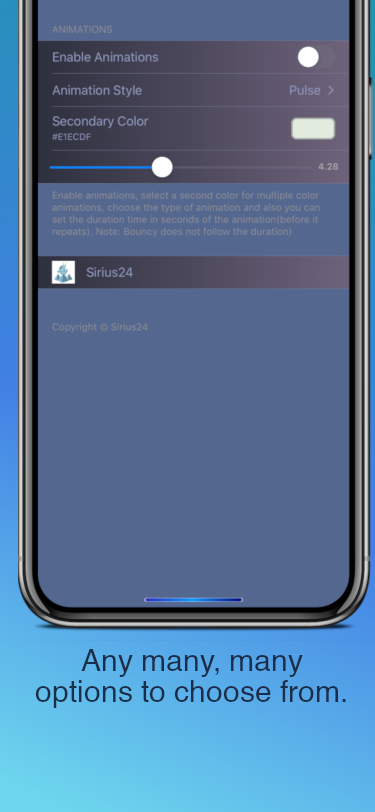 ANIMATIONS
Enable Animations
Animation Style Pulse
Secondary Color
#E1ECDF
4.28
Enable animations, select a second color for multiple color
animations, choose the type of animation and also you can
set the duration time in seconds of the animation(before it
repeats). Note: Bouncy does not follow the duration)
Sirius24
Copyright © Sirius24
Any many, many
options to choose from.